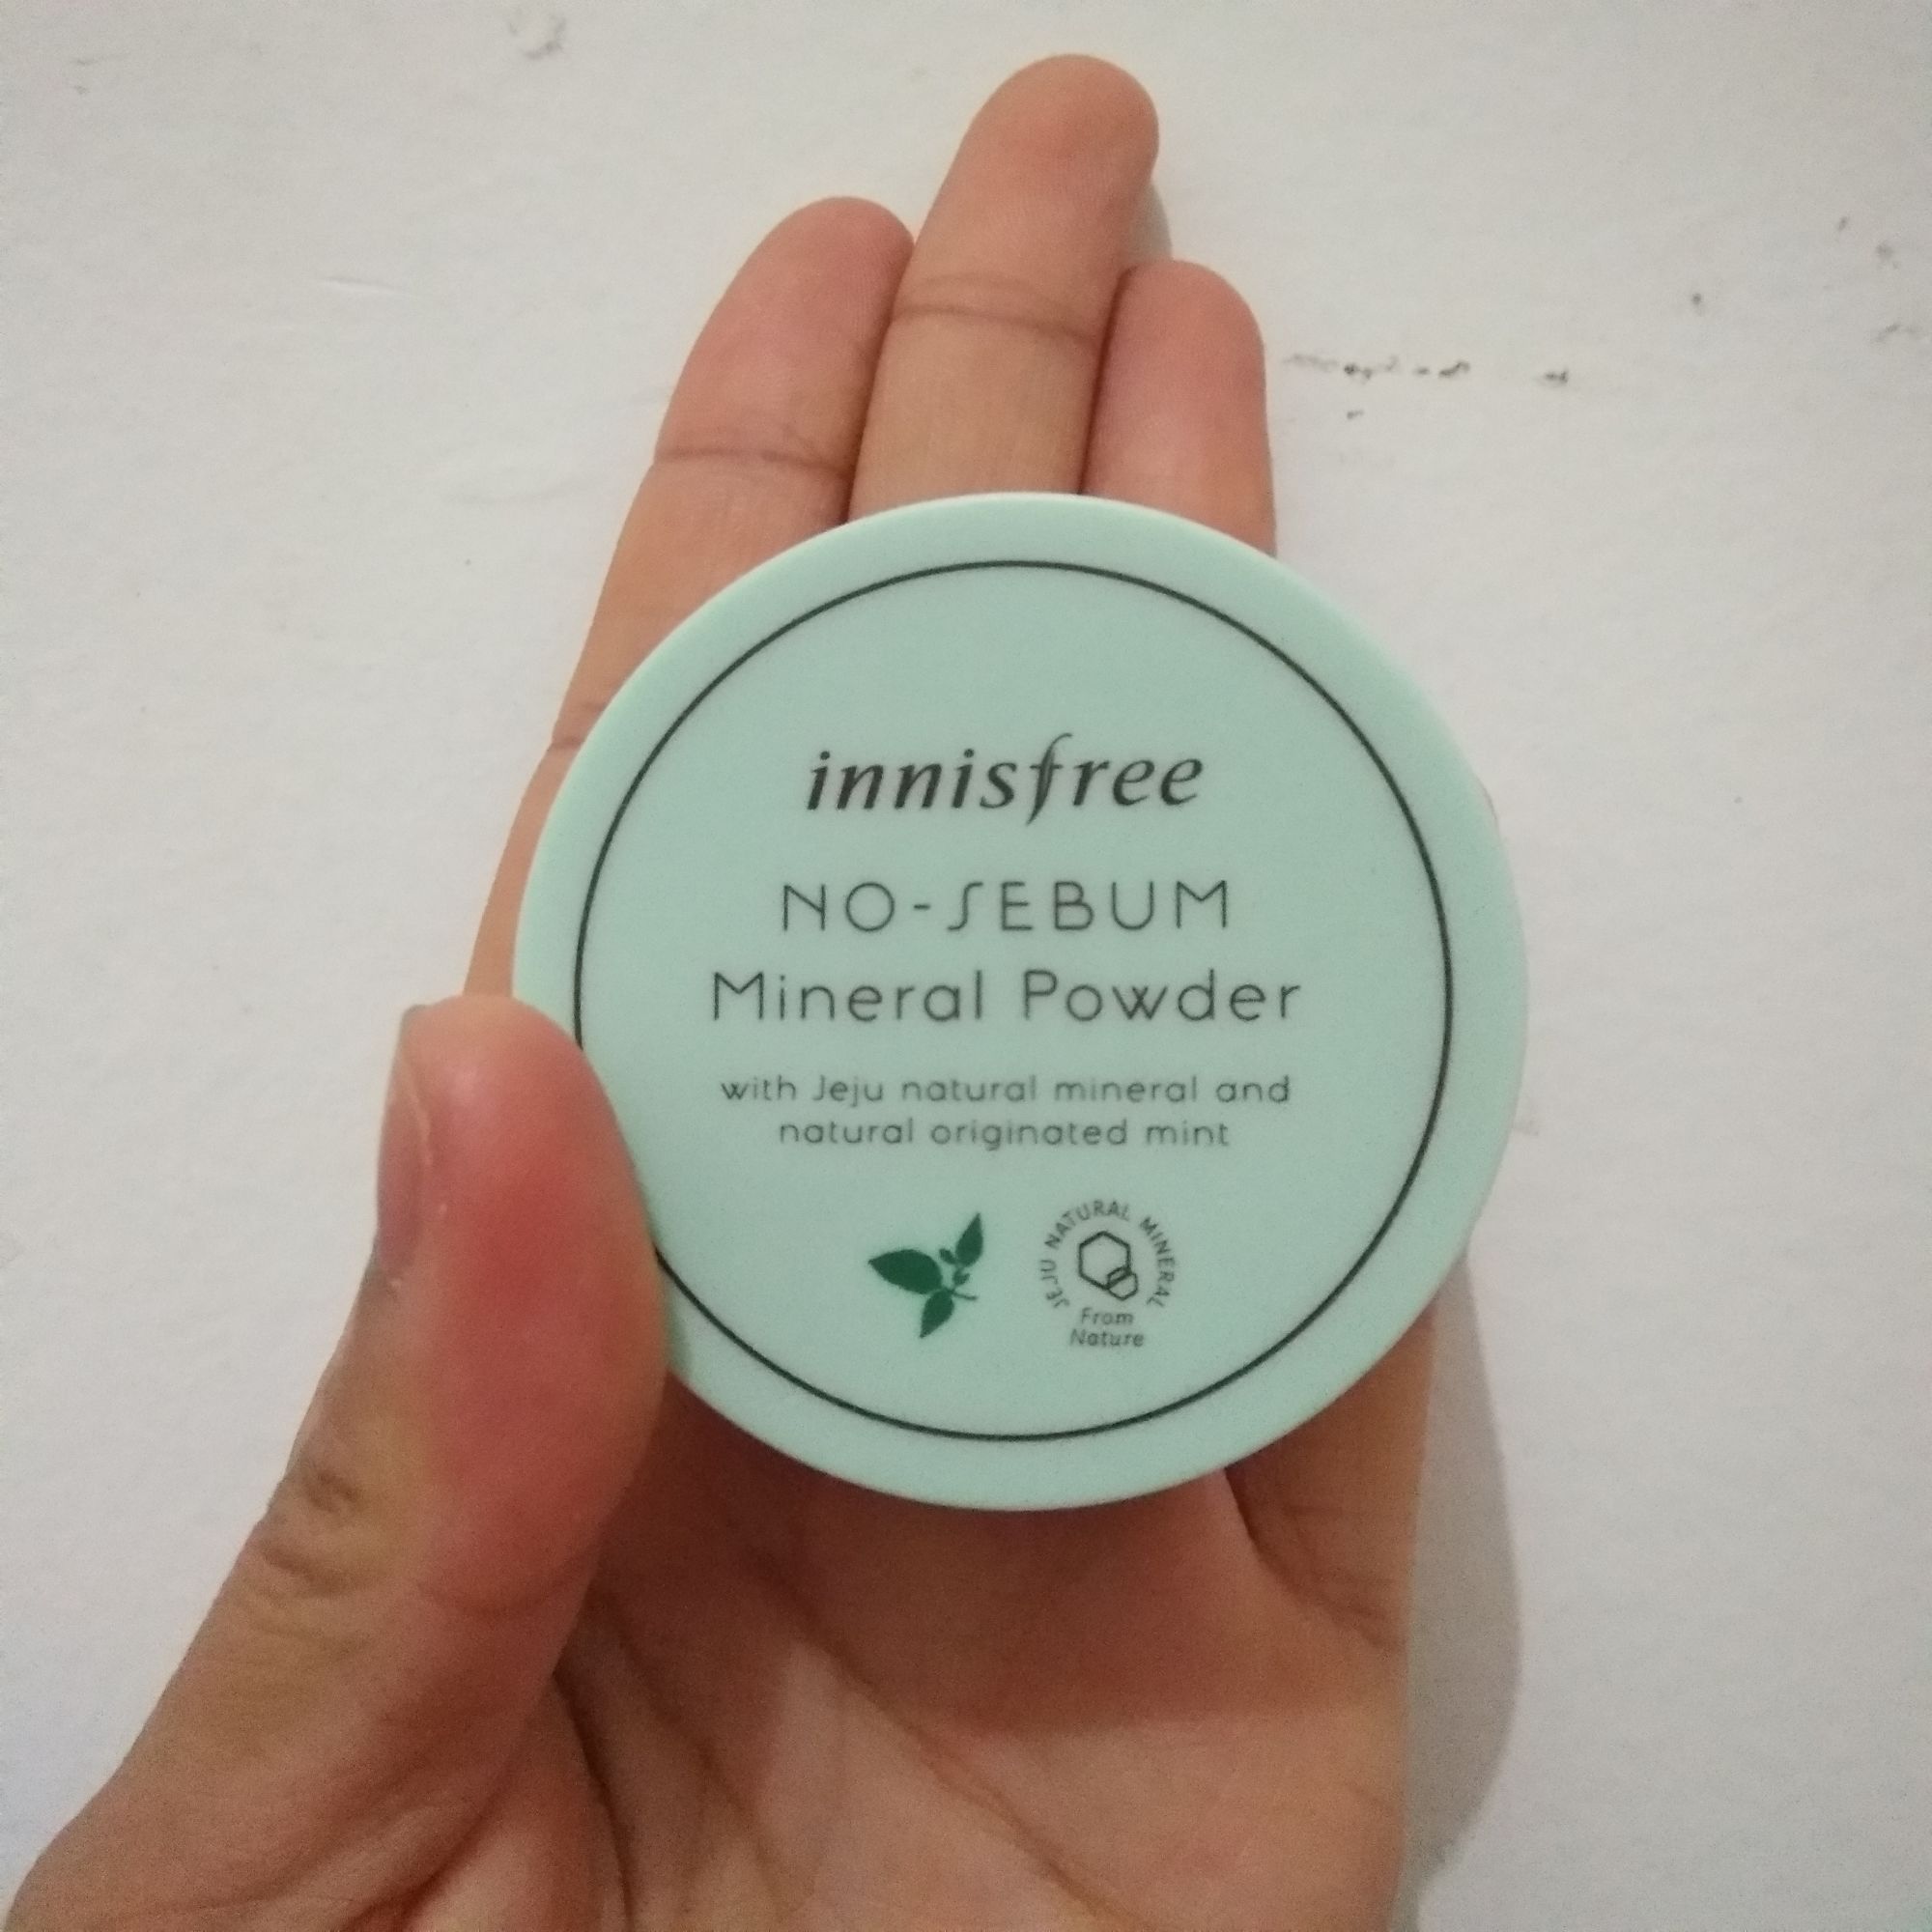 innisfree
NO-SEBUM
Mineral Powder
with Jeju natural mineral and
natural originated mint
JEJU NATURAL MINERAL
From
Nature